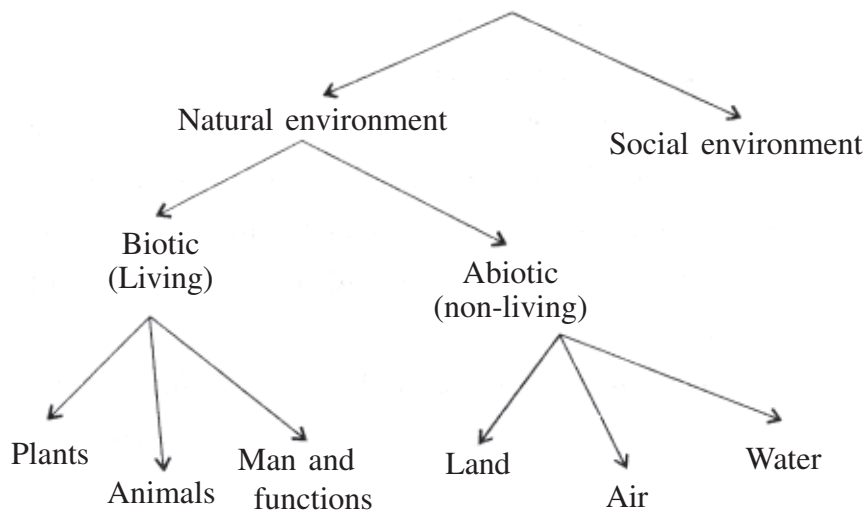 Natural environment
Social environment
Biotic
(Living)
Abiotic
(non-living)
Plants
Animals
Man and
functions
Land
Air
Water